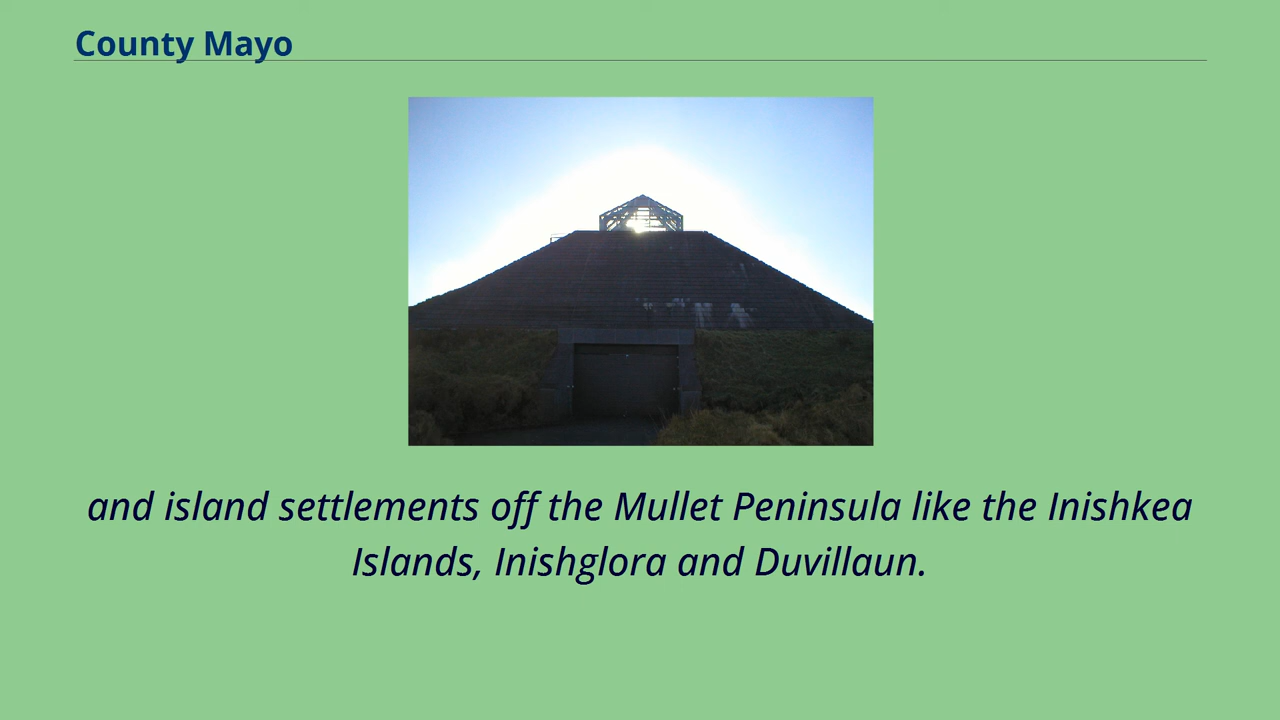 County Mayo
and island settlements off the Mullet Peninsula like the Inishkea
Islands, Inishglora and Duvillaun.